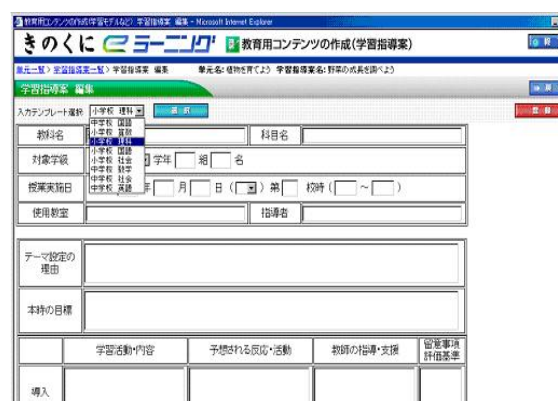 教育用コンテンツの作成(学習モデルなど) 学習指導案 編集 - Microsoft Internet Explorer
きのくに eラーニング 教育用コンテンツの作成(学習指導案)
単元一覧> 学習指導案一覧> 学習指導案 編集 単元名:植物を育てよう 学習指導案名:野菜の成長を調べよう
学習指導案 編集
入力テンプレート選択 小学校 理科 選 択 登 録
中学校 国語
小学校 算数
小学校 理科
小学校 国語
小学校 社会
中学校 数学
中学校 社会
中学校 英語
教科名 科目名
対象学級 学年 組 名
授業実施日 年 月 日 ( ) 第 校時 ( ~ )
使用教室 指導者
テーマ設定の
理由
本時の目標
学習活動・内容 予想される反応・活動 教師の指導・支援 留意事項
評価基準
導入